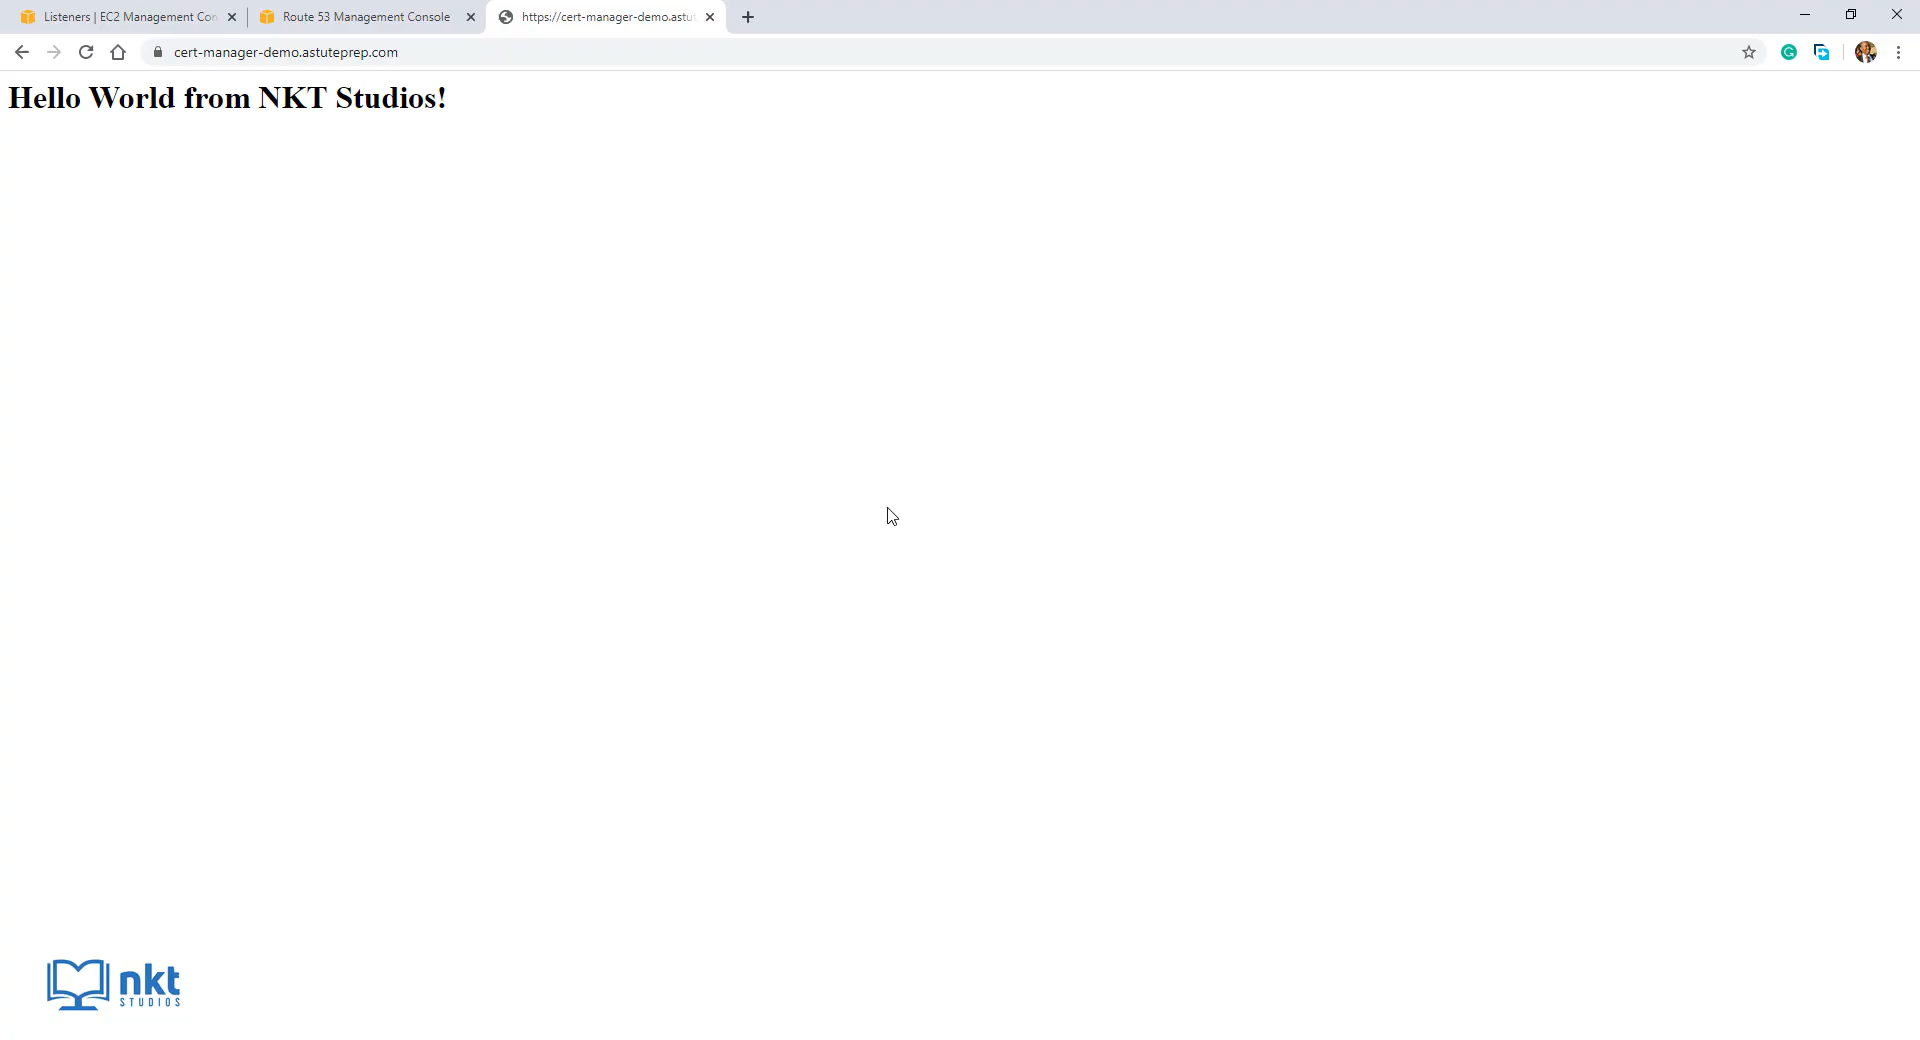 Listeners | EC2 Management Con
Route 53 Management Console
https://cert-manager-demo.astut
cert-manager-demo.astuteprep.com
Hello World from NKT Studios!
nkt
STUDIOS